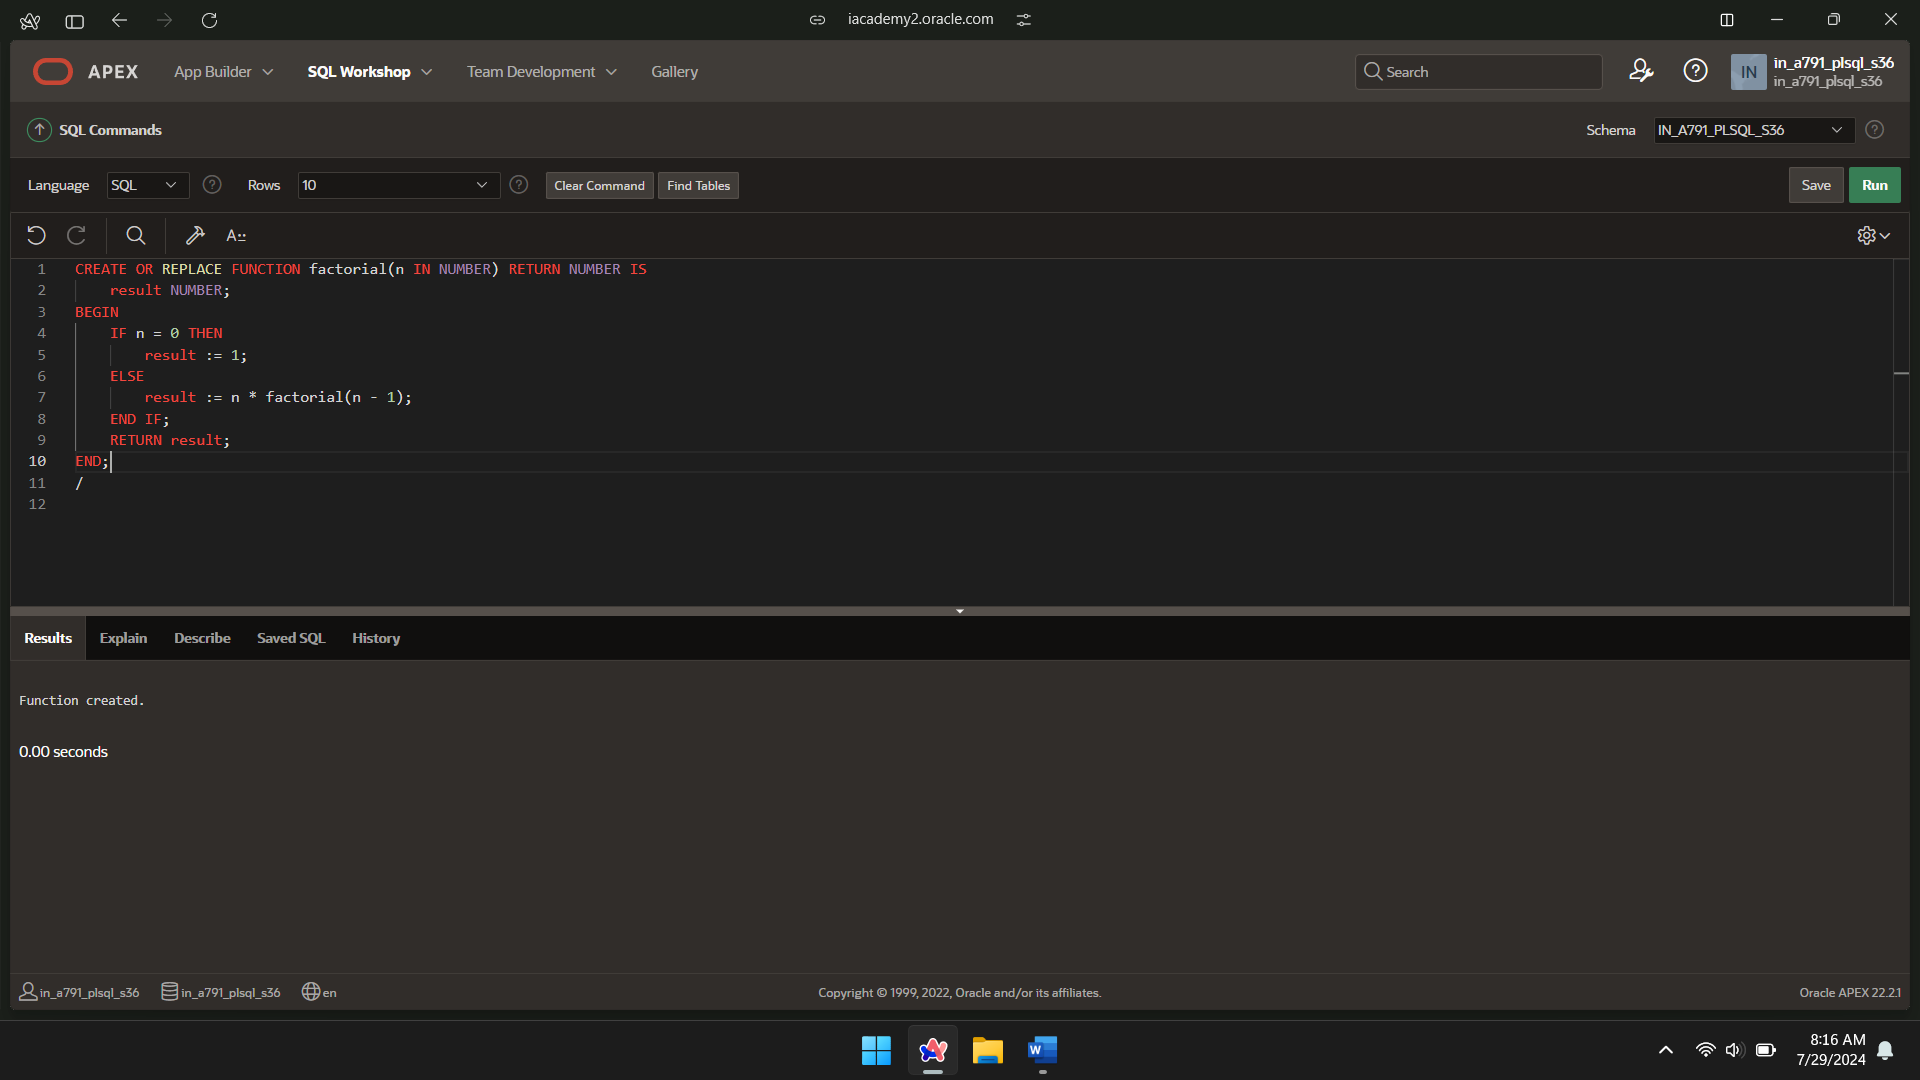 iacademy2.oracle.com
APEX App Builder SQL Workshop Team Development Gallery Search IN in_a791_plsql_s36
in_a791_plsql_s36
SQL Commands Schema IN_A791_PLSQL_S36
Language SQL Rows 10 Clear Command Find Tables Save Run
A
1 CREATE OR REPLACE FUNCTION factorial(n IN NUMBER) RETURN NUMBER IS
2 result NUMBER;
3 BEGIN
4 IF n = 0 THEN
5 result := 1;
6 ELSE
7 result := n * factorial(n - 1);
8 END IF;
9 RETURN result;
10 END;
11 /
12
Results Explain Describe Saved SQL History
Function created.
0.00 seconds
in_a791_plsql_s36 in_a791_plsql_s36 en Copyright © 1999, 2022, Oracle and/or its affiliates. Oracle APEX 22.2.1
W 8:16 AM
7/29/2024